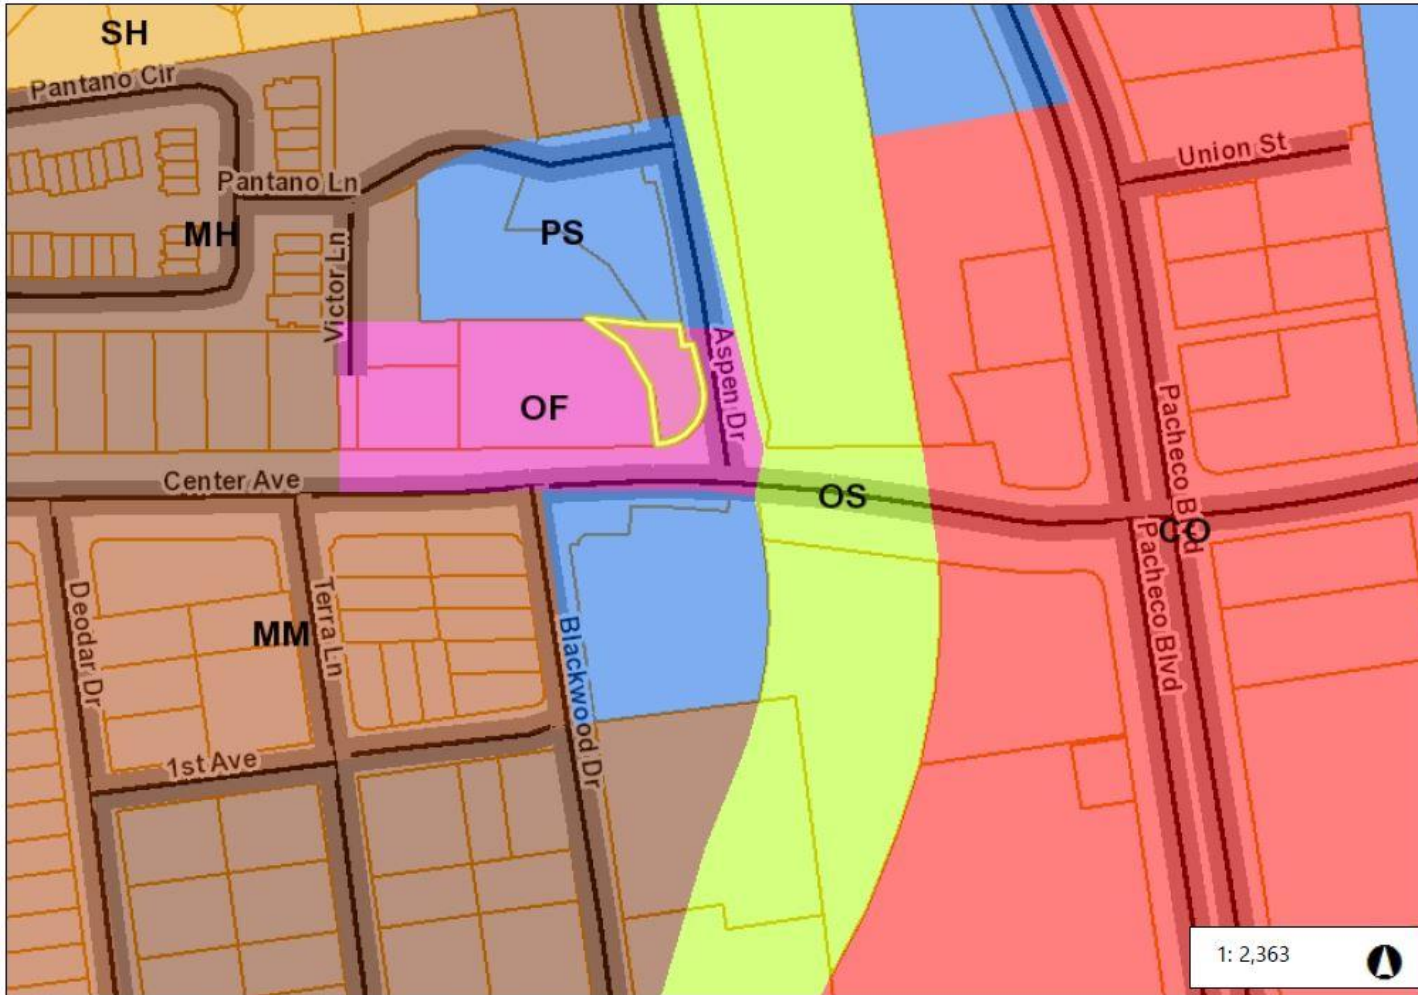 SH
Pantano Cir
Union St
Pantano Ln
MH
PS
Victor Ln
Aspen Dr
OF
Pacheco Blvd
Center Ave
OS
CO
Pacheco Blvd
Deodar Dr
Terra Ln
MM
Blackwood Dr
1st Ave
1: 2,363